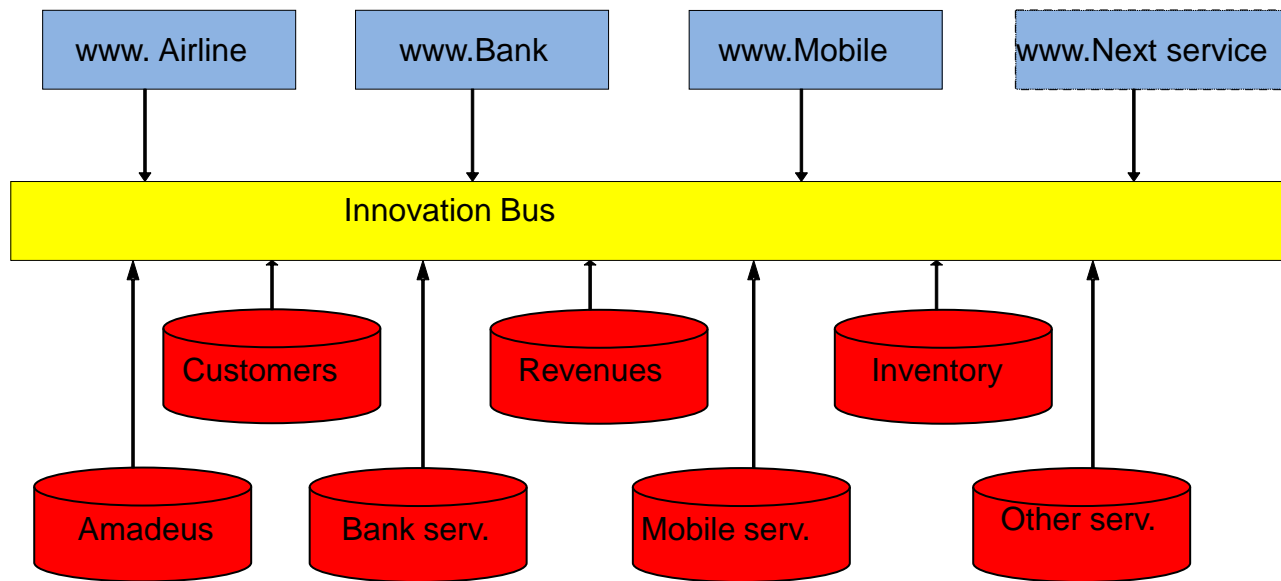 www. Airline
www.Bank
www.Mobile
www.Next service
Innovation Bus
Customers
Revenues
Inventory
Amadeus
Bank serv.
Mobile serv.
Other serv.